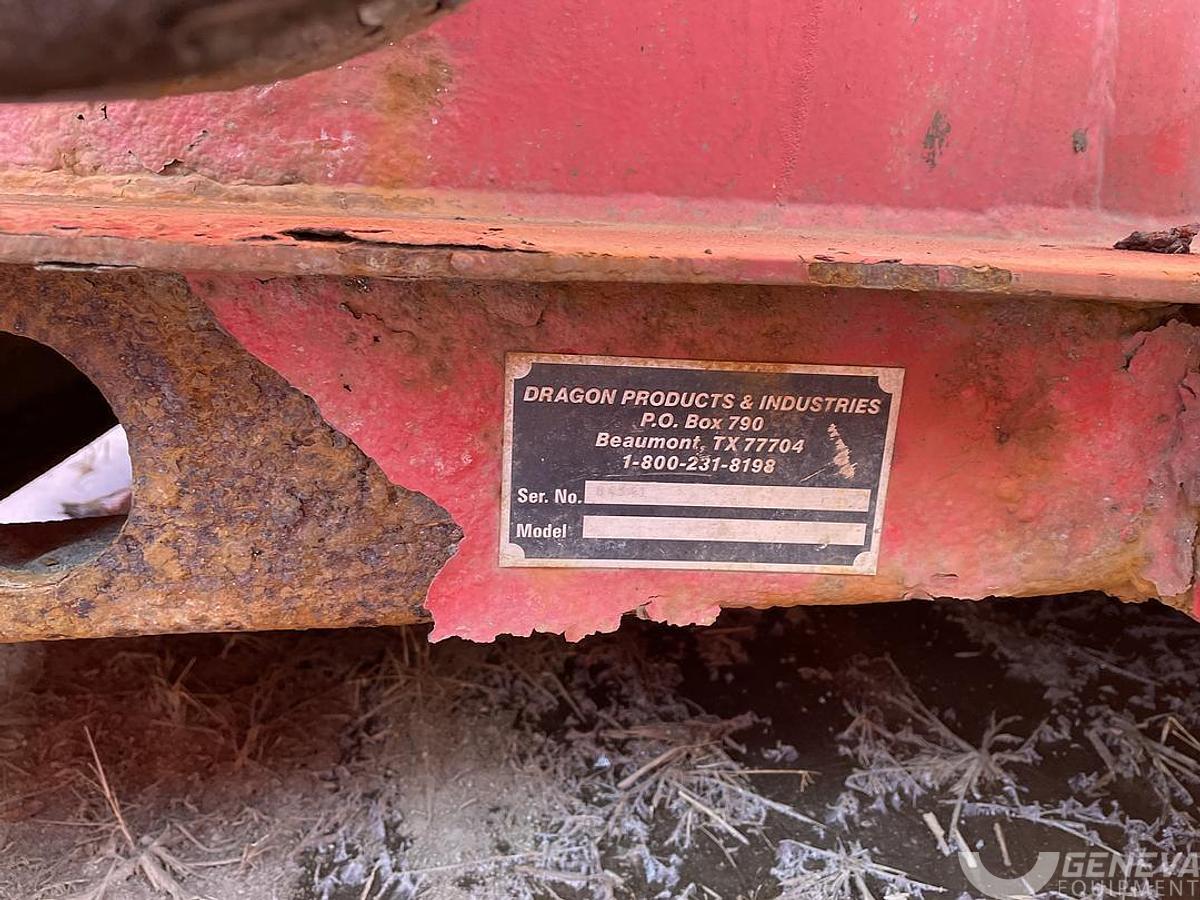 DRAGON PRODUCTS & INDUSTRIES
P.O. Box 790
Beaumont, TX 77704
1-800-231-8198
Ser. No.
Model
GENEVA
EQUIPMENT